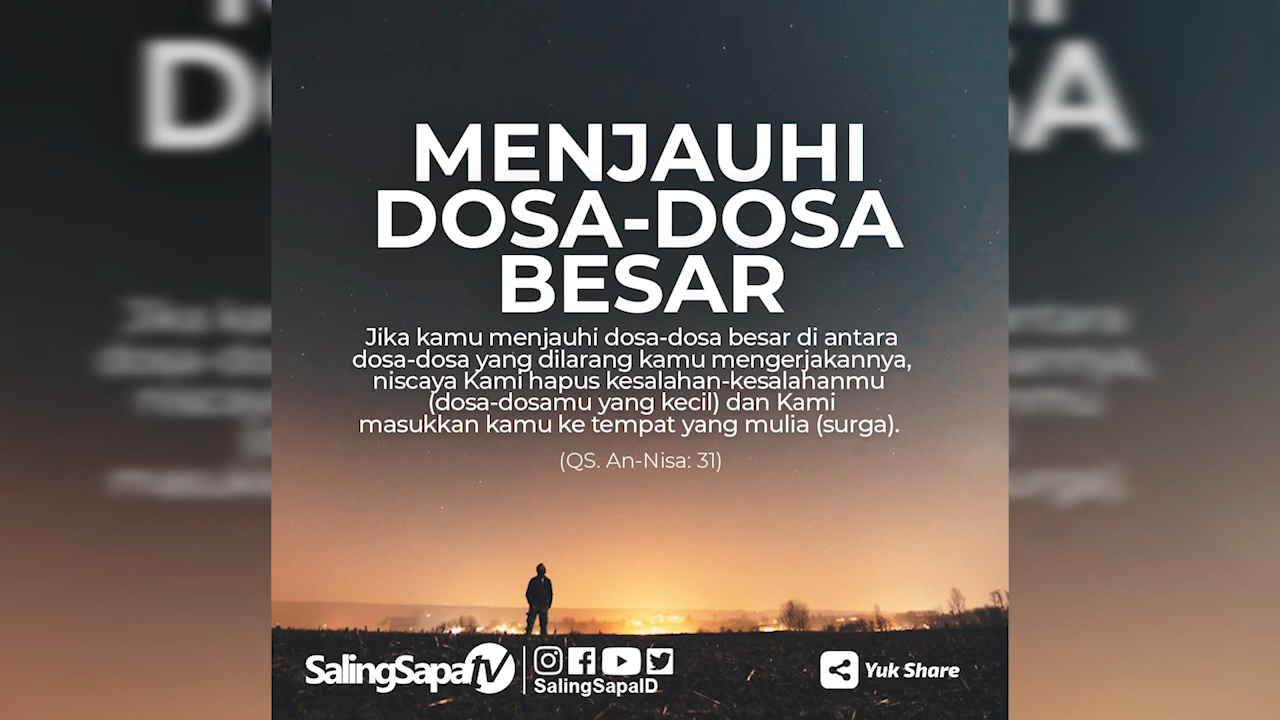 MENJAUHI
DOSA-DOSA
BESAR
Jika kamu menjauhi dosa-dosa besar di antara
dosa-dosa yang dilarang kamu mengerjakannya,
niscaya Kami hapus kesalahan-kesalahanmu
(dosa-dosamu yang kecil) dan Kami
masukkan kamu ke tempat yang mulia (surga).
(QS. An-Nisa: 31)
SalingSapa tv
SalingSapaID
Yuk Share